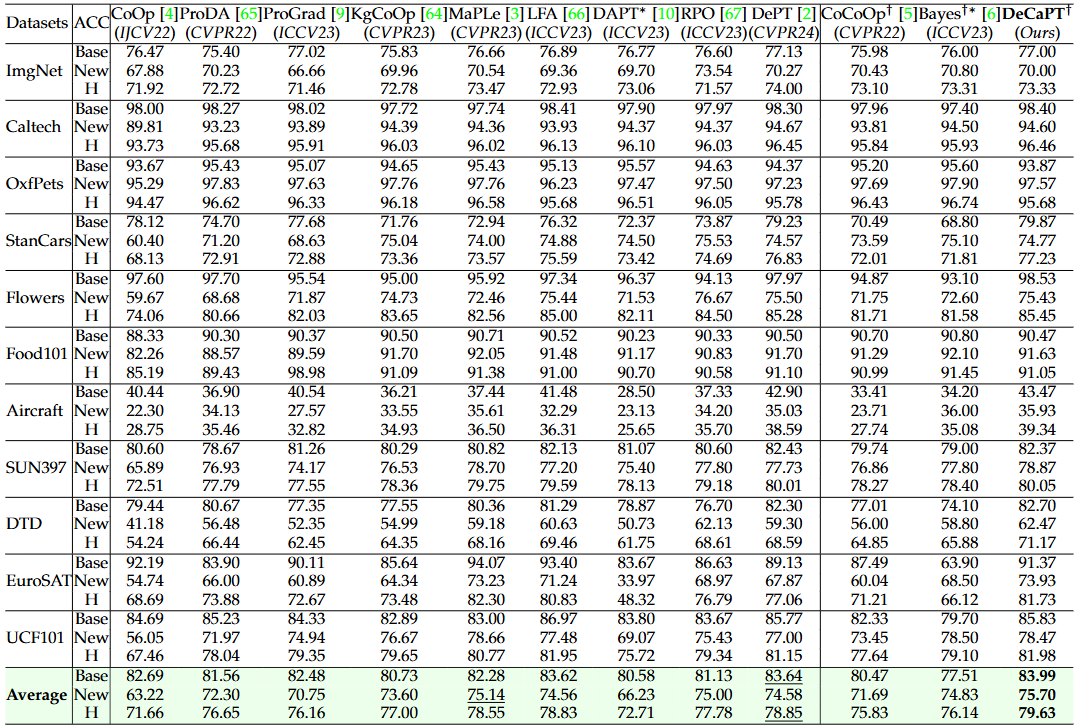 Datasets ACC CoOp [4] ProDA [65] ProGrad [9] KgCoOp [64] MaPLe [3] LFA [66] DAPT* [10] RPO [67] DePT [2] CoCoOp† [5] Bayes†* [6] DeCaPT†
(IJCV22) (CVPR22) (ICCV23) (CVPR23) (CVPR23) (ICCV23) (ICCV23) (ICCV23) (CVPR24) (CVPR22) (ICCV23) (Ours)
Base 76.47 75.40 77.02 75.83 76.66 76.89 76.77 76.60 77.13 75.98 76.00 77.00
ImgNet New 67.88 70.23 66.66 69.96 70.54 69.36 69.70 73.54 70.27 70.43 70.80 70.00
H 71.92 72.72 71.46 72.78 73.47 72.93 73.06 71.57 74.00 73.10 73.31 73.33
Base 98.00 98.27 98.02 97.72 97.74 98.41 97.90 97.97 98.30 97.96 97.40 98.40
Caltech New 89.81 93.23 93.89 94.39 94.36 93.93 94.37 94.37 94.67 93.81 94.50 94.60
H 93.73 95.68 95.91 96.03 96.02 96.13 96.10 96.03 96.45 95.84 95.93 96.46
Base 93.67 95.43 95.07 94.65 95.43 95.13 95.57 94.63 94.37 95.20 95.60 93.87
OxfPets New 95.29 97.83 97.63 97.76 97.76 96.23 97.47 97.50 97.23 97.69 97.90 97.57
H 94.47 96.62 96.33 96.18 96.58 95.68 96.51 96.05 95.78 96.43 96.74 95.68
Base 78.12 74.70 77.68 71.76 72.94 76.32 72.37 73.87 79.23 70.49 68.80 79.87
StanCars New 60.40 71.20 68.63 75.04 74.00 74.88 74.50 75.53 74.57 73.59 75.10 74.77
H 68.13 72.91 72.88 73.36 73.57 75.59 73.42 74.69 76.83 72.01 71.81 77.23
Base 97.60 97.70 95.54 95.00 95.92 97.34 96.37 94.13 97.97 94.87 93.10 98.53
Flowers New 59.67 68.68 71.87 74.73 72.46 75.44 71.53 76.67 75.50 71.75 72.60 75.43
H 74.06 80.66 82.03 83.65 82.56 85.00 82.11 84.50 85.28 81.71 81.58 85.45
Base 88.33 90.30 90.37 90.50 90.71 90.52 90.23 90.33 90.50 90.70 90.80 90.47
Food101 New 82.26 88.57 89.59 91.70 92.05 91.48 91.17 90.83 91.70 91.29 92.10 91.63
H 85.19 89.43 98.98 91.09 91.38 91.00 90.70 90.58 91.10 90.99 91.45 91.05
Base 40.44 36.90 40.54 36.21 37.44 41.48 28.50 37.33 42.90 33.41 34.20 43.47
Aircraft New 22.30 34.13 27.57 33.55 35.61 32.29 23.13 34.20 35.03 23.71 36.00 35.93
H 28.75 35.46 32.82 34.93 36.50 36.31 25.65 35.70 38.59 27.74 35.08 39.34
Base 80.60 78.67 81.26 80.29 80.82 82.13 81.07 80.60 82.43 79.74 79.00 82.37
SUN397 New 65.89 76.93 74.17 76.53 78.70 77.20 75.40 77.80 77.73 76.86 77.80 78.87
H 72.51 77.79 77.55 78.36 79.75 79.59 78.13 79.18 80.01 78.27 78.40 80.05
Base 79.44 80.67 77.35 77.55 80.36 81.29 78.87 76.70 82.30 77.01 74.10 82.70
DTD New 41.18 56.48 52.35 54.99 59.18 60.63 50.73 62.13 59.30 56.00 58.80 62.47
H 54.24 66.44 62.45 64.35 68.16 69.46 61.75 68.61 68.59 64.85 65.88 71.17
Base 92.19 83.90 90.11 85.64 94.07 93.40 83.67 86.63 89.13 87.49 63.90 91.37
EuroSAT New 54.74 66.00 60.89 64.34 73.23 71.24 33.97 68.97 67.87 60.04 68.50 73.93
H 68.69 73.88 72.67 73.48 82.30 80.83 48.32 76.79 77.06 71.21 66.12 81.73
Base 84.69 85.23 84.33 82.89 83.00 86.97 83.80 83.67 85.77 82.33 79.70 85.83
UCF101 New 56.05 71.97 74.94 76.67 78.66 77.48 69.07 75.43 77.00 73.45 78.50 78.47
H 67.46 78.04 79.35 79.65 80.77 81.95 75.72 79.34 81.15 77.64 79.10 81.98
Base 82.69 81.56 82.48 80.73 82.28 83.62 80.58 81.13 83.64 80.47 77.51 83.99
Average New 63.22 72.30 70.75 73.60 75.14 74.56 66.23 75.00 74.58 71.69 74.83 75.70
H 71.66 76.65 76.16 77.00 78.55 78.83 72.71 77.78 78.85 75.83 76.14 79.63